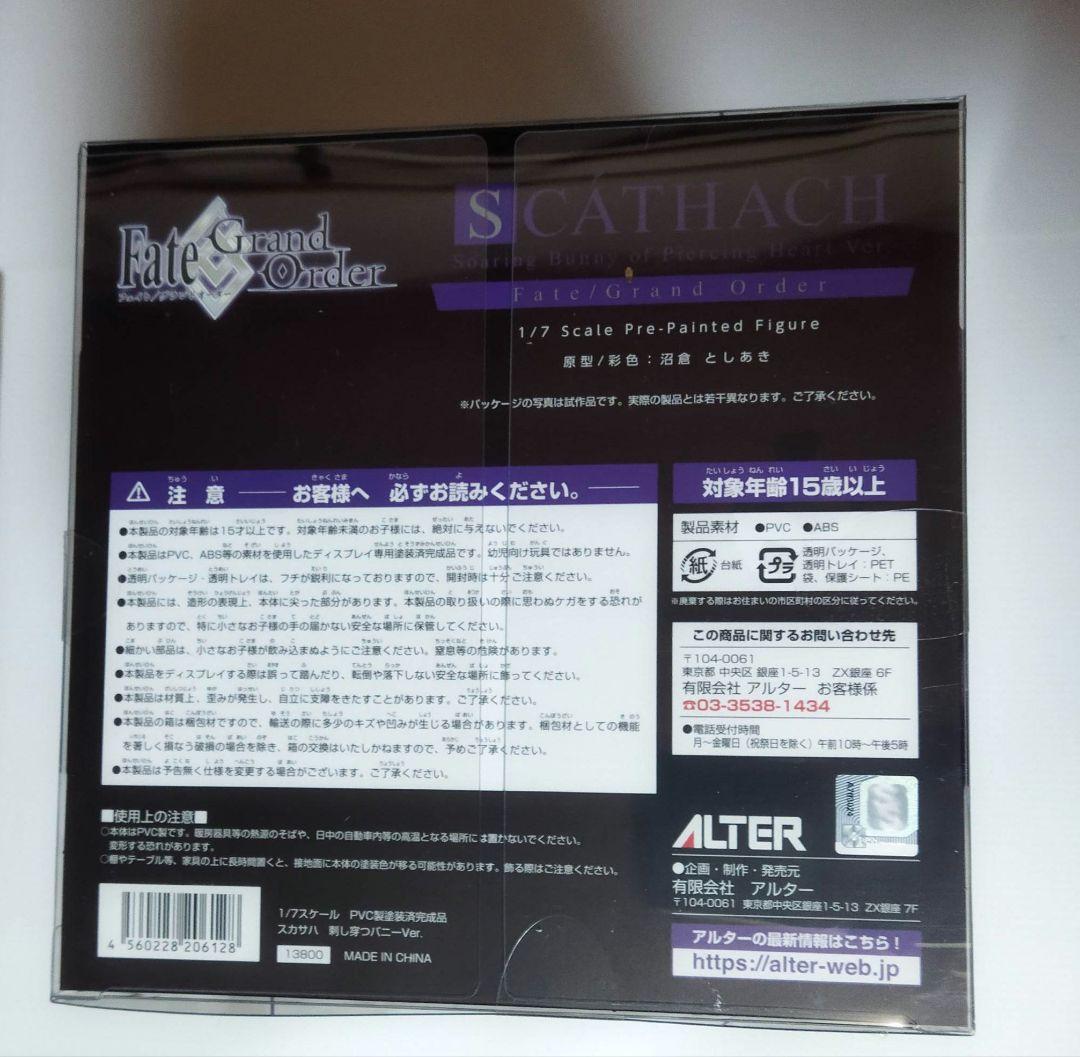 Fate Grand Order
フェイト/グランドオーダー
SCÁTHACH
Soaring Bunny of Piercing Heart Ver.
Fate/Grand Order
1/7 Scale Pre-Painted Figure
原型/彩色：沼倉 としあき
※パッケージの写真は試作品です。実際の製品とは若干異なります。ご了承ください。
注意 お客様へ 必ずお読みください。
●本製品の対象年齢は15才以上です。対象年齢未満のお子様には、絶対に与えないでください。
●本製品はPVC、ABS等の素材を使用したディスプレイ専用塗装済完成品です。幼児向け玩具ではありません。
●透明パッケージ・透明トレイは、フチが鋭利になっておりますので、開封時は十分ご注意ください。
●本製品には、造形の表現上、本体に尖った部分があります。本製品の取り扱いの際に思わぬケガをする恐れが
ありますので、特に小さなお子様の手の届かない安全な場所に保管してください。
●細かい部品は、小さなお子様が飲み込まぬようにご注意ください。窒息等の危険があります。
●本製品をディスプレイする際は誤って踏んだり、転倒や落下しない安全な場所に飾ってください。
●本製品は材質上、歪みが発生し、自立に支障をきたすことがあります。ご了承ください。
●本製品の箱は梱包材ですので、輸送の際に多少のキズや凹みが生じる場合があります。梱包材としての機能
を著しく損なう破損の場合を除き、箱の交換はいたしかねますので、予めご了承ください。
●本製品は予告無く仕様を変更する場合がございます。ご了承ください。
■使用上の注意■
○本体はPVC製です。暖房器具等の熱源のそばや、日中の自動車内等の高温となる場所には置かないでください。
変形する恐れがあります。
○棚やテーブル等、家具の上に長時間置くと、接地面に本体の塗装色が移る可能性があります。飾る際はご注意ください。
4 560228 206128
1/7スケール PVC製塗装済完成品
スカサハ 刺し穿つバニーVer.
13800 MADE IN CHINA
対象年齢15歳以上
製品素材 ●PVC ●ABS
紙 台紙
プラ 透明パッケージ、
透明トレイ：PET
袋、保護シート：PE
※廃棄する際はお住まいの市区町村の区分に従ってください。
この商品に関するお問い合わせ先
〒104-0061
東京都 中央区 銀座1-5-13 ZX銀座 6F
有限会社 アルター お客様係
☎03-3538-1434
●電話受付時間
月～金曜日（祝祭日を除く）午前10時～午後5時
ALTER
●企画・制作・発売元
有限会社 アルター
〒104-0061 東京都中央区銀座1-5-13 ZX銀座 7F
アルターの最新情報はこちら！
https://alter-web.jp